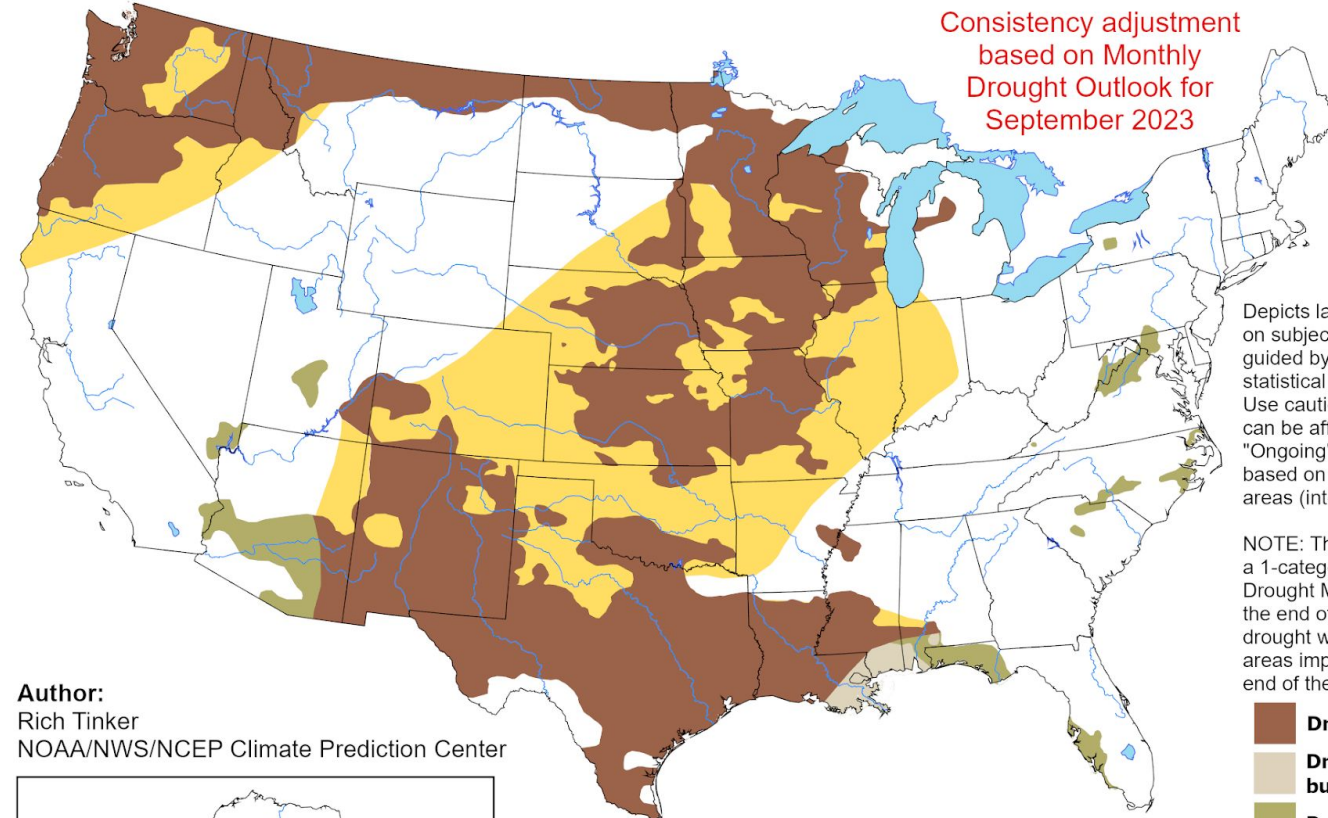 Consistency adjustment
based on Monthly
Drought Outlook for
September 2023
Depicts la
on subjec
guided by
statistical
Use cauti
can be aff
"Ongoing"
based on
areas (int
NOTE: Th
a 1-categ
Drought M
the end of
drought w
areas imp
end of the
Author:
Rich Tinker
NOAA/NWS/NCEP Climate Prediction Center
Dr
Dr
bu